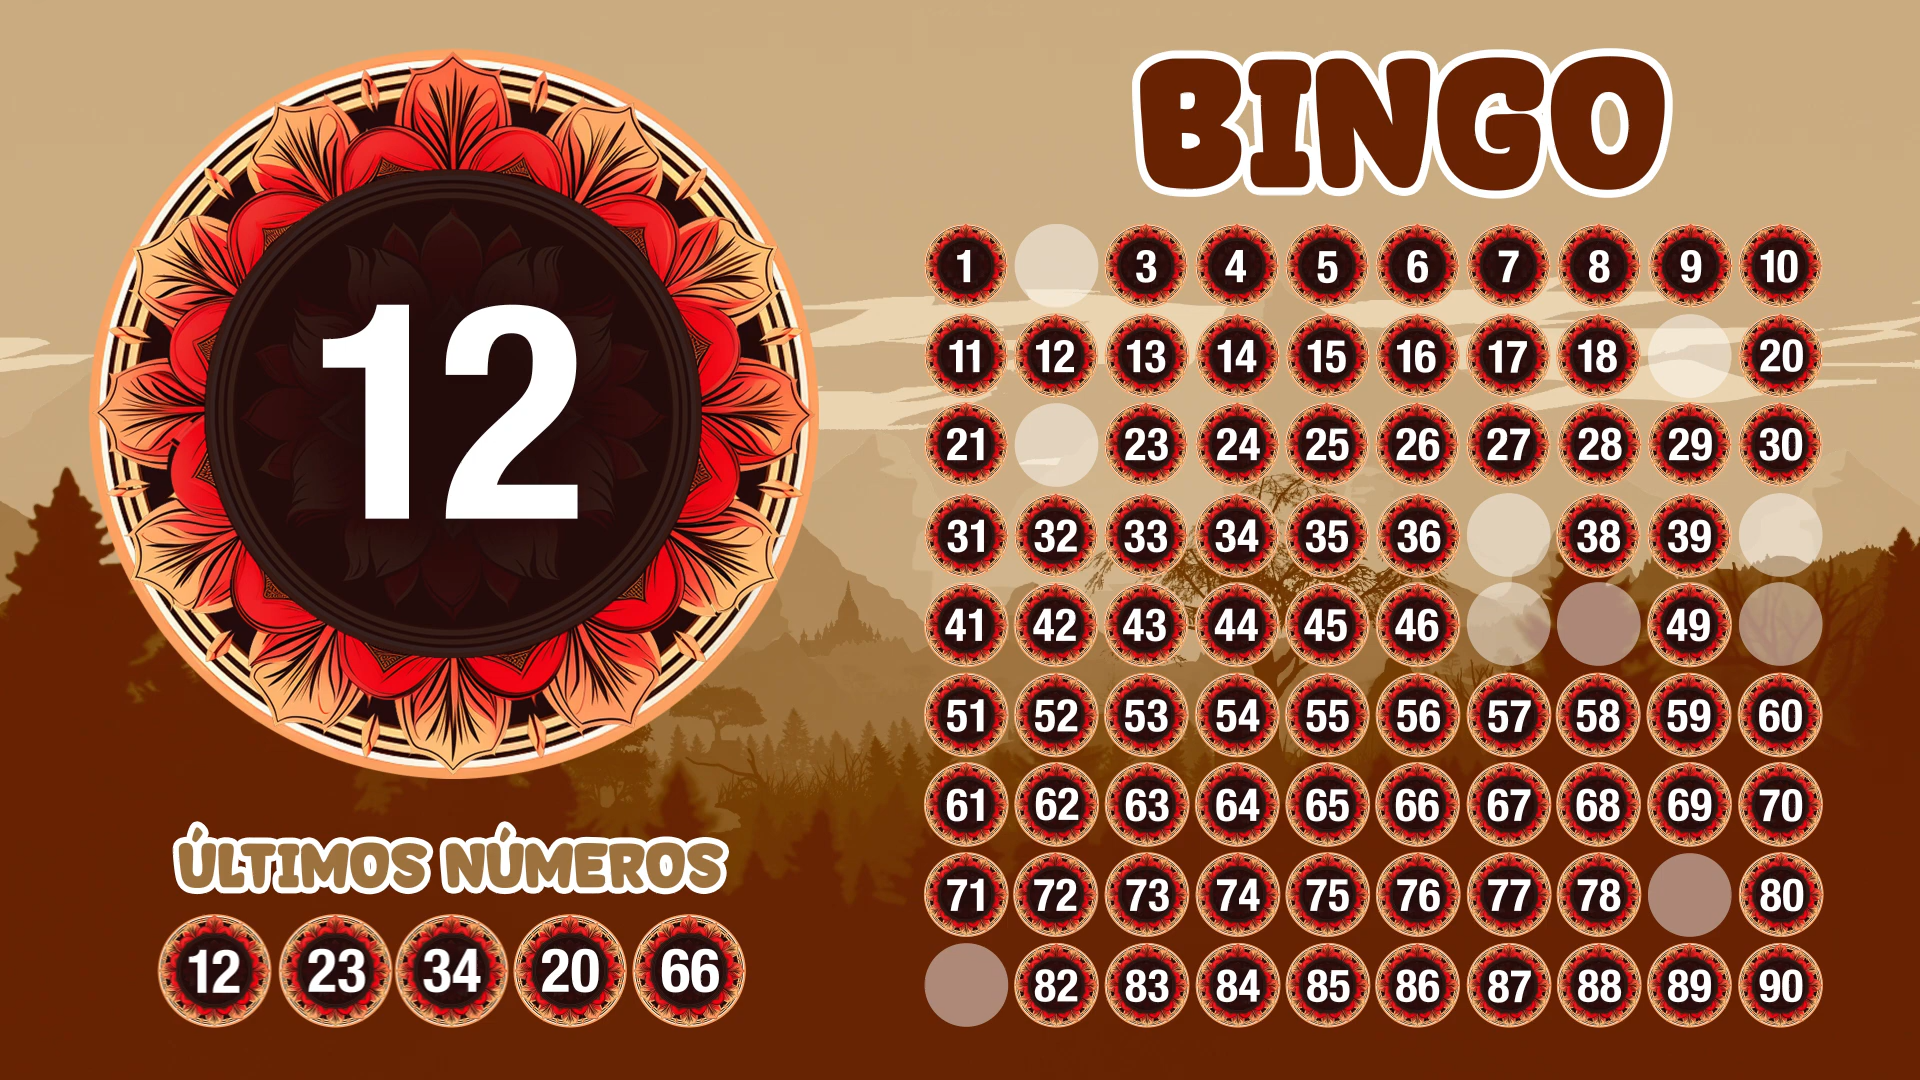 12
ÚLTIMOS NÚMEROS
12 23 34 20 66
BINGO
1 3 4 5 6 7 8 9 10
11 12 13 14 15 16 17 18 20
21 23 24 25 26 27 28 29 30
31 32 33 34 35 36 38 39
41 42 43 44 45 46 49
51 52 53 54 55 56 57 58 59 60
61 62 63 64 65 66 67 68 69 70
71 72 73 74 75 76 77 78 80
82 83 84 85 86 87 88 89 90